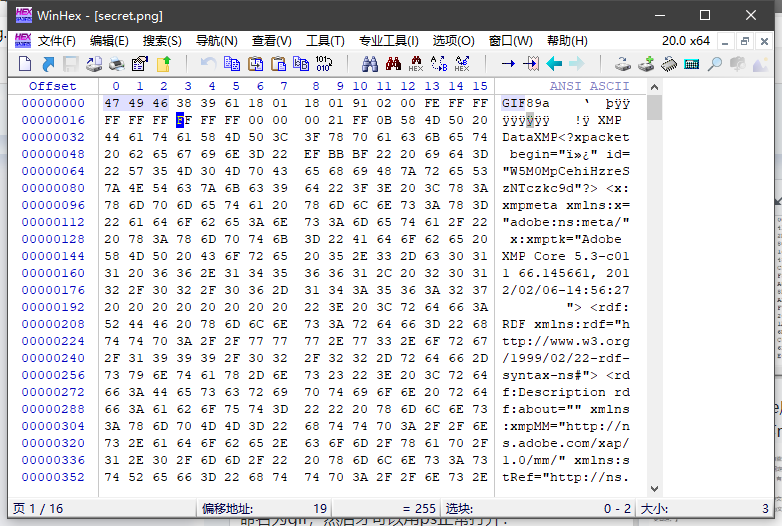 WinHex - [secret.png]
文件(F) 编辑(E) 搜索(S) 导航(N) 查看(V) 工具(T) 专业工具(I) 选项(O) 窗口(W) 帮助(H) 20.0 x64
Offset 0 1 2 3 4 5 6 7 8 9 10 11 12 13 14 15 ANSI ASCII
00000000 47 49 46 38 39 61 18 01 18 01 91 02 00 FE FF FF GIF89a ‘ þÿÿ
00000016 FF FF FF FF FF FF 00 00 00 21 FF 0B 58 4D 50 20 ÿÿÿÿÿÿ !ÿ XMP
00000032 44 61 74 61 58 4D 50 3C 3F 78 70 61 63 6B 65 74 DataXMP<?xpacket
00000048 20 62 65 67 69 6E 3D 22 EF BB BF 22 20 69 64 3D begin="ï»¿" id=
00000064 22 57 35 4D 30 4D 70 43 65 68 69 48 7A 72 65 53 "W5M0MpCehiHzreS
00000080 7A 4E 54 63 7A 6B 63 39 64 22 3F 3E 20 3C 78 3A zNTczkc9d"?> <x:
00000096 78 6D 70 6D 65 74 61 20 78 6D 6C 6E 73 3A 78 3D xmpmeta xmlns:x=
00000112 22 61 64 6F 62 65 3A 6E 73 3A 6D 65 74 61 2F 22 "adobe:ns:meta/"
00000128 20 78 3A 78 6D 70 74 6B 3D 22 41 64 6F 62 65 20 x:xmptk="Adobe
00000144 58 4D 50 20 43 6F 72 65 20 35 2E 33 2D 63 30 31 XMP Core 5.3-c01
00000160 31 20 36 36 2E 31 34 35 36 36 31 2C 20 32 30 31 1 66.145661, 201
00000176 32 2F 30 32 2F 30 36 2D 31 34 3A 35 36 3A 32 37 2/02/06-14:56:27
00000192 20 20 20 20 20 20 20 20 22 3E 20 3C 72 64 66 3A "> <rdf:
00000208 52 44 46 20 78 6D 6C 6E 73 3A 72 64 66 3D 22 68 RDF xmlns:rdf="h
00000224 74 74 70 3A 2F 2F 77 77 77 2E 77 33 2E 6F 72 67 ttp://www.w3.org
00000240 2F 31 39 39 39 2F 30 32 2F 32 32 2D 72 64 66 2D /1999/02/22-rdf-
00000256 73 79 6E 74 61 78 2D 6E 73 23 22 3E 20 3C 72 64 syntax-ns#"> <rd
00000272 66 3A 44 65 73 63 72 69 70 74 69 6F 6E 20 72 64 f:Description rd
00000288 66 3A 61 62 6F 75 74 3D 22 22 20 78 6D 6C 6E 73 f:about="" xmlns
00000304 3A 78 6D 70 4D 4D 3D 22 68 74 74 70 3A 2F 2F 6E :xmpMM="http://n
00000320 73 2E 61 64 6F 62 65 2E 63 6F 6D 2F 78 61 70 2F s.adobe.com/xap/
00000336 31 2E 30 2F 6D 6D 2F 22 20 78 6D 6C 6E 73 3A 73 1.0/mm/" xmlns:s
00000352 74 52 65 66 3D 22 68 74 74 70 3A 2F 2F 6E 73 2E tRef="http://ns.
页 1 / 16 偏移地址: 19 = 255 选块: 0 - 2 大小: 3